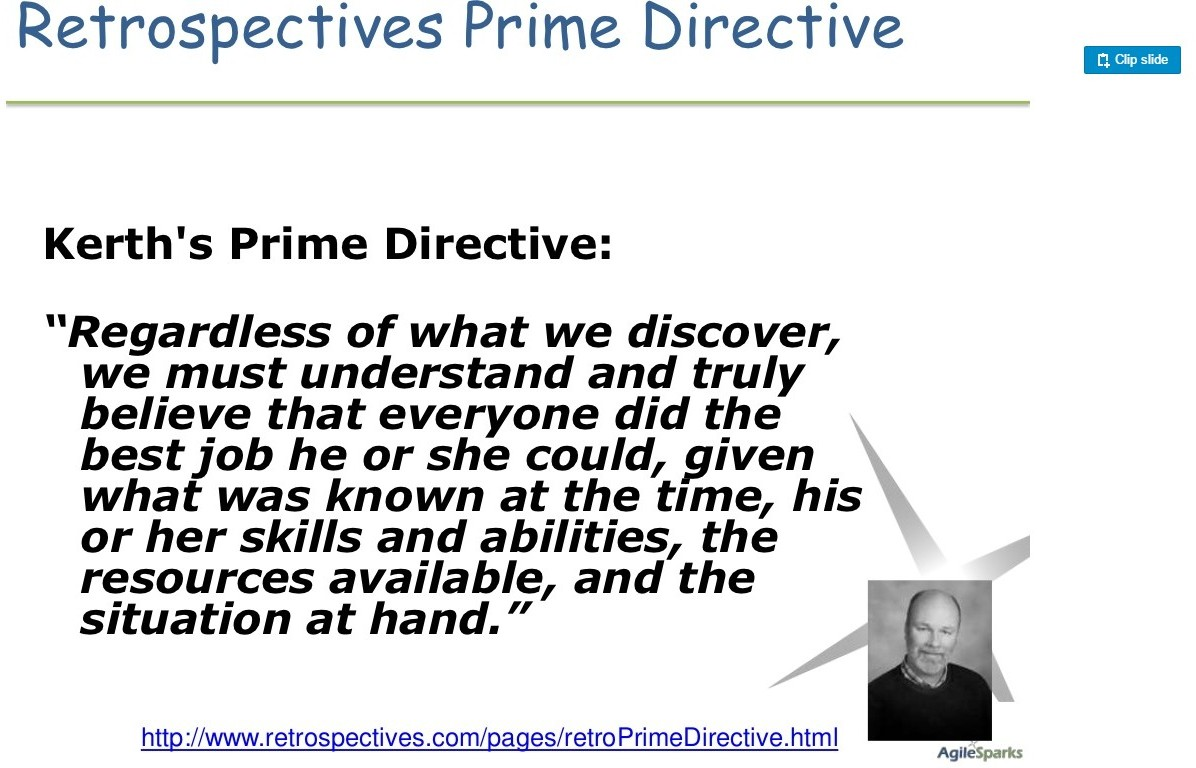 Retrospectives Prime Directive
Clip slide
Kerth's Prime Directive:
“Regardless of what we discover,
we must understand and truly
believe that everyone did the
best job he or she could, given
what was known at the time, his
or her skills and abilities, the
resources available, and the
situation at hand.”
http://www.retrospectives.com/pages/retroPrimeDirective.html
AgileSparks